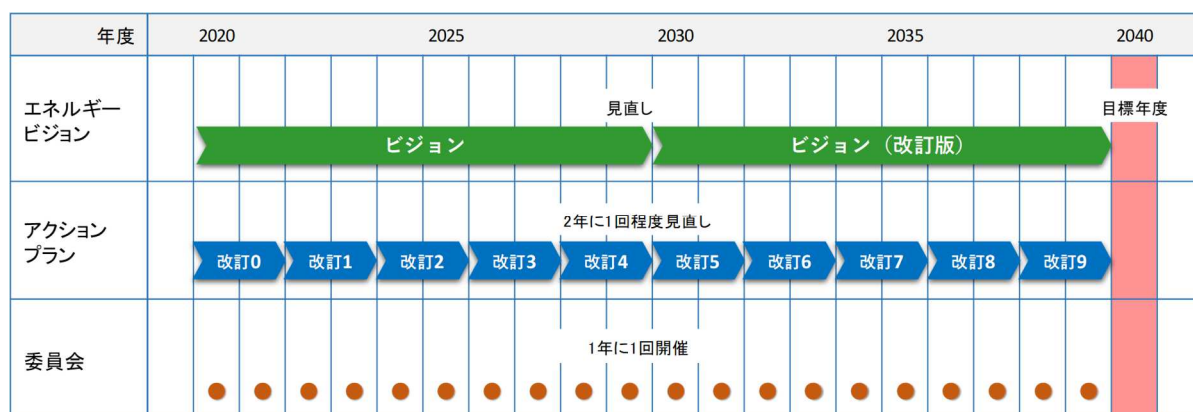 年度 2020 2025 2030 2035 2040
エネルギー
ビジョン
見直し
目標年度
ビジョン
ビジョン（改訂版）
アクション
プラン
2年に1回程度見直し
改訂0 改訂1 改訂2 改訂3 改訂4 改訂5 改訂6 改訂7 改訂8 改訂9
委員会
1年に1回開催